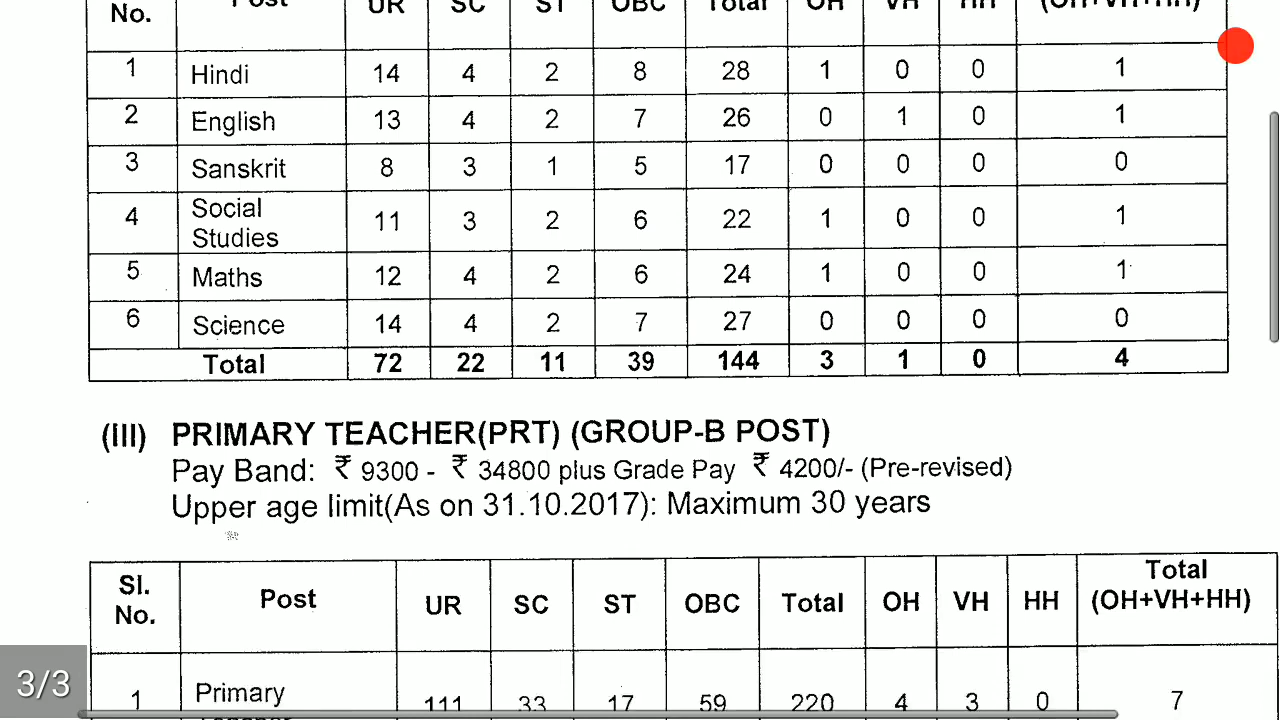 No. Post UR SC ST OBC Total OH VH HH (OH+VH+HH)
1 Hindi 14 4 2 8 28 1 0 0 1
2 English 13 4 2 7 26 0 1 0 1
3 Sanskrit 8 3 1 5 17 0 0 0 0
4 Social Studies 11 3 2 6 22 1 0 0 1
5 Maths 12 4 2 6 24 1 0 0 1
6 Science 14 4 2 7 27 0 0 0 0
Total 72 22 11 39 144 3 1 0 4
(III) PRIMARY TEACHER(PRT) (GROUP-B POST)
Pay Band: ₹ 9300 - ₹ 34800 plus Grade Pay ₹ 4200/- (Pre-revised)
Upper age limit(As on 31.10.2017): Maximum 30 years
Sl. No. Post UR SC ST OBC Total OH VH HH Total (OH+VH+HH)
1 Primary 111 33 17 59 220 4 3 0 7
3/3